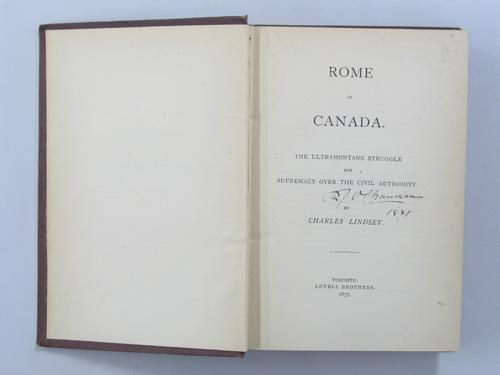 ROME
IN
CANADA.
THE ULTRAMONTANE STRUGGLE
FOR
SUPREMACY OVER THE CIVIL AUTHORITY.
BY
1881
CHARLES LINDSEY.
TORONTO:
LOVELL BROTHERS.
1877.